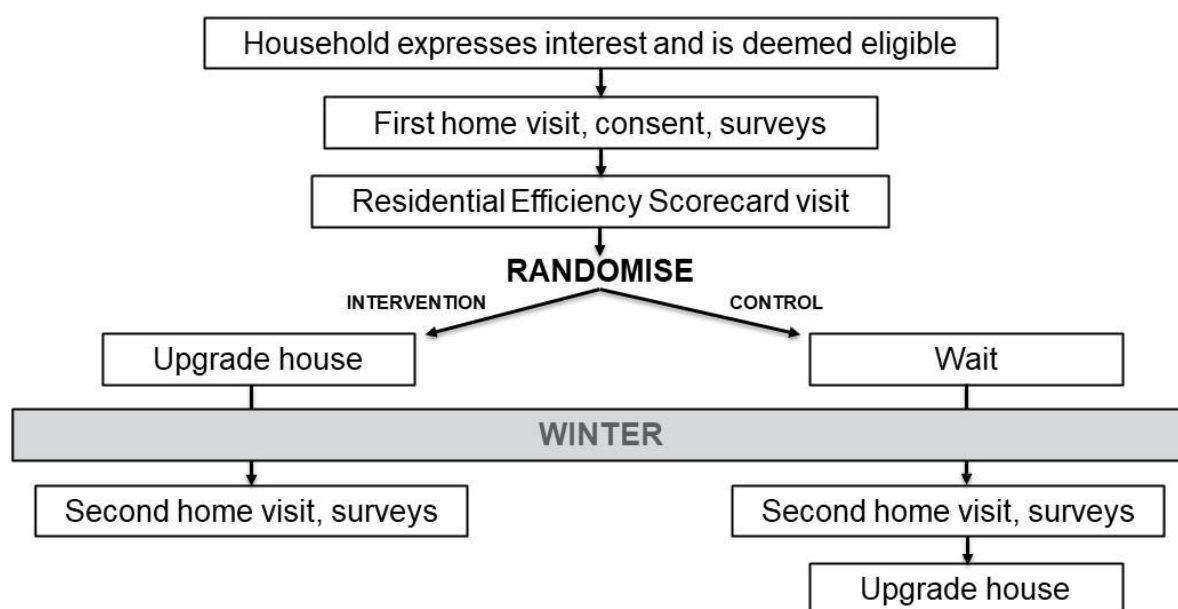 Household expresses interest and is deemed eligible
First home visit, consent, surveys
Residential Efficiency Scorecard visit
RANDOMISE
INTERVENTION
CONTROL
Upgrade house
Wait
WINTER
Second home visit, surveys
Second home visit, surveys
Upgrade house